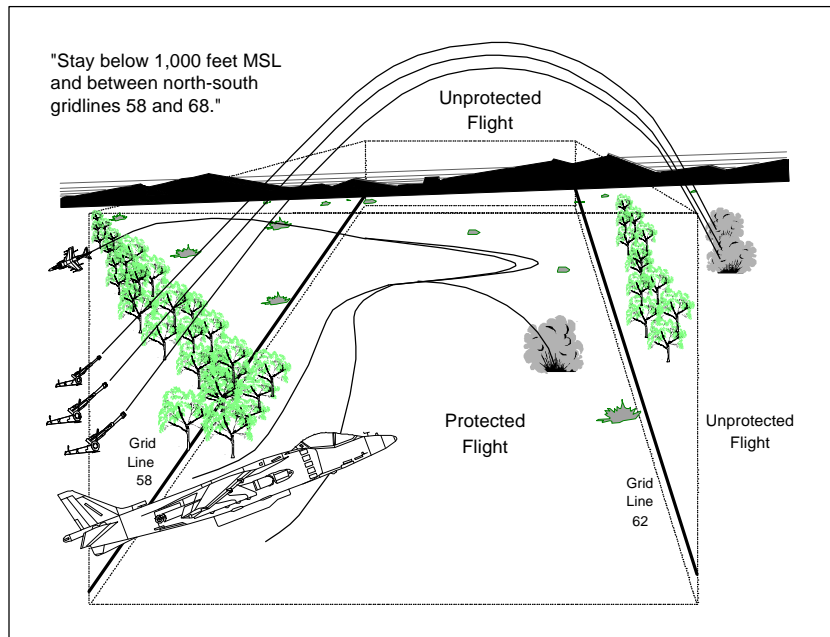 "Stay below 1,000 feet MSL
and between north-south
gridlines 58 and 68."
Unprotected
Flight
Protected
Flight
Unprotected
Flight
Grid
Line
58
Grid
Line
62